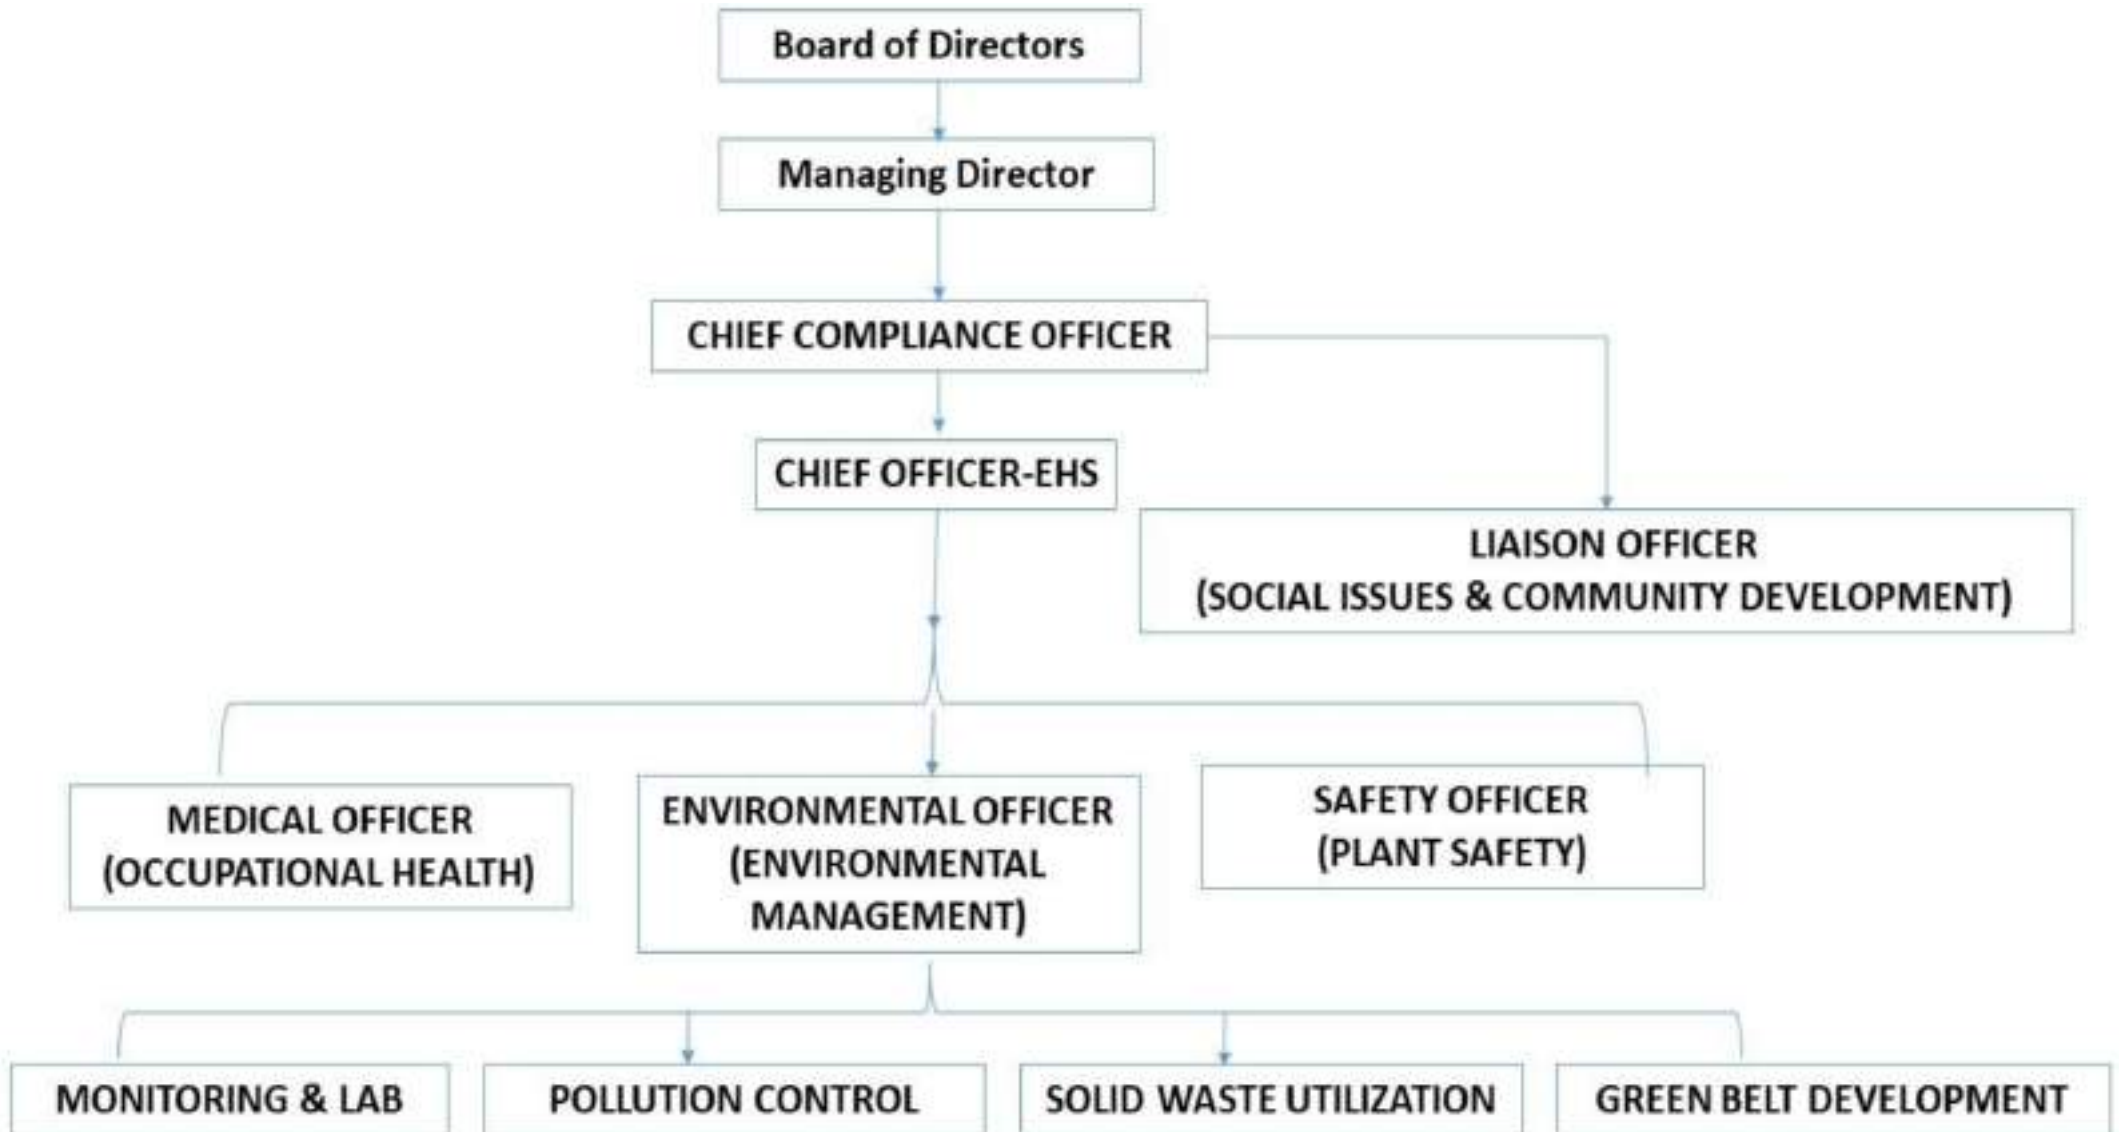 Board of Directors
Managing Director
CHIEF COMPLIANCE OFFICER
CHIEF OFFICER-EHS
LIAISON OFFICER
(SOCIAL ISSUES & COMMUNITY DEVELOPMENT)
MEDICAL OFFICER
(OCCUPATIONAL HEALTH)
ENVIRONMENTAL OFFICER
(ENVIRONMENTAL
MANAGEMENT)
SAFETY OFFICER
(PLANT SAFETY)
MONITORING & LAB
POLLUTION CONTROL
SOLID WASTE UTILIZATION
GREEN BELT DEVELOPMENT